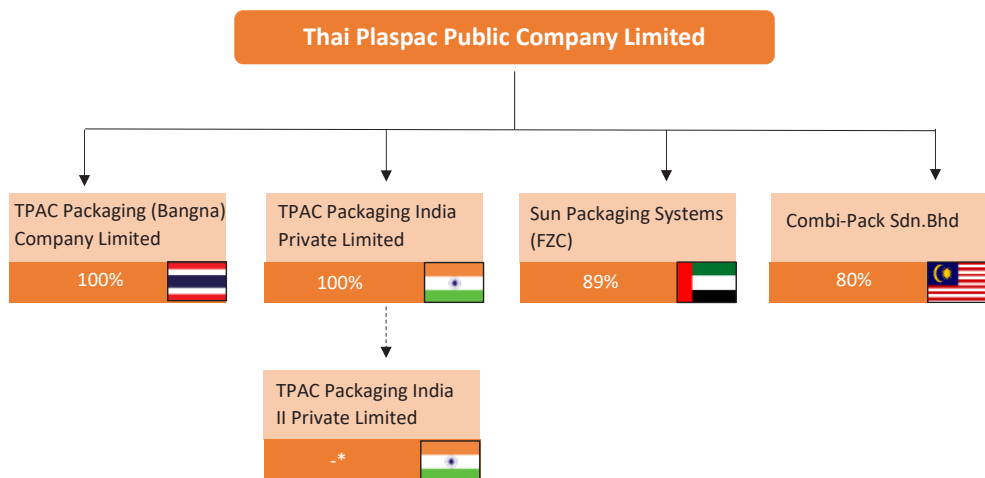 Thai Plaspac Public Company Limited
TPAC Packaging (Bangna)
Company Limited
100%
TPAC Packaging India
Private Limited
100%
Sun Packaging Systems
(FZC)
89%
Combi-Pack Sdn.Bhd
80%
TPAC Packaging India
II Private Limited
-*